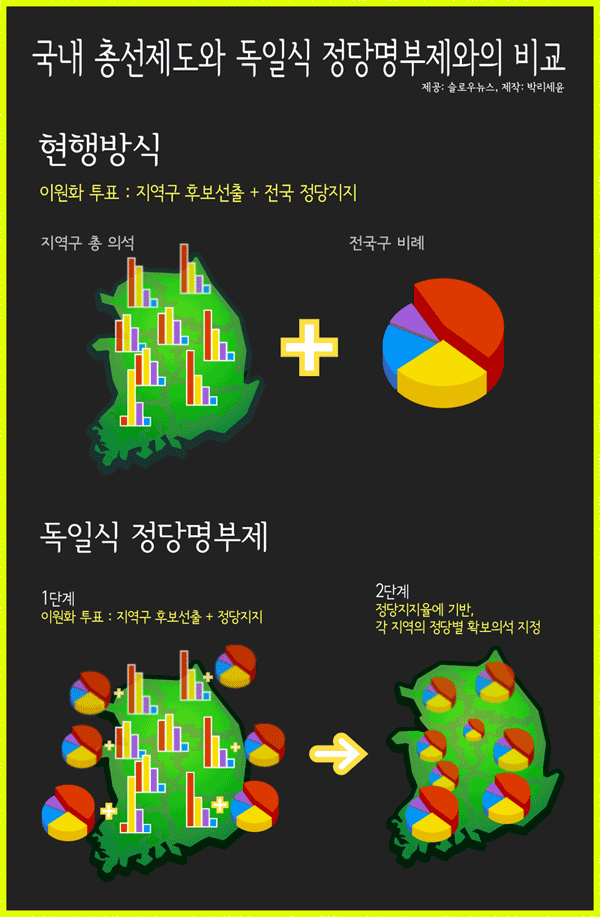 국내 총선제도와 독일식 정당명부제와의 비교
제공: 슬로우뉴스, 제작: 박리세윤
현행방식
이원화 투표 : 지역구 후보선출 + 전국 정당지지
지역구 총 의석
전국구 비례
독일식 정당명부제
1단계
이원화 투표 : 지역구 후보선출 + 정당지지
2단계
정당지지율에 기반,
각 지역의 정당별 확보의석 지정